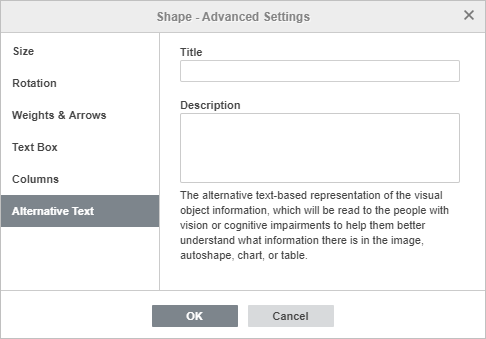 Shape - Advanced Settings
Size
Rotation
Weights & Arrows
Text Box
Columns
Alternative Text
Title
Description
The alternative text-based representation of the visual
object information, which will be read to the people with
vision or cognitive impairments to help them better
understand what information there is in the image,
autoshape, chart, or table.
OK
Cancel